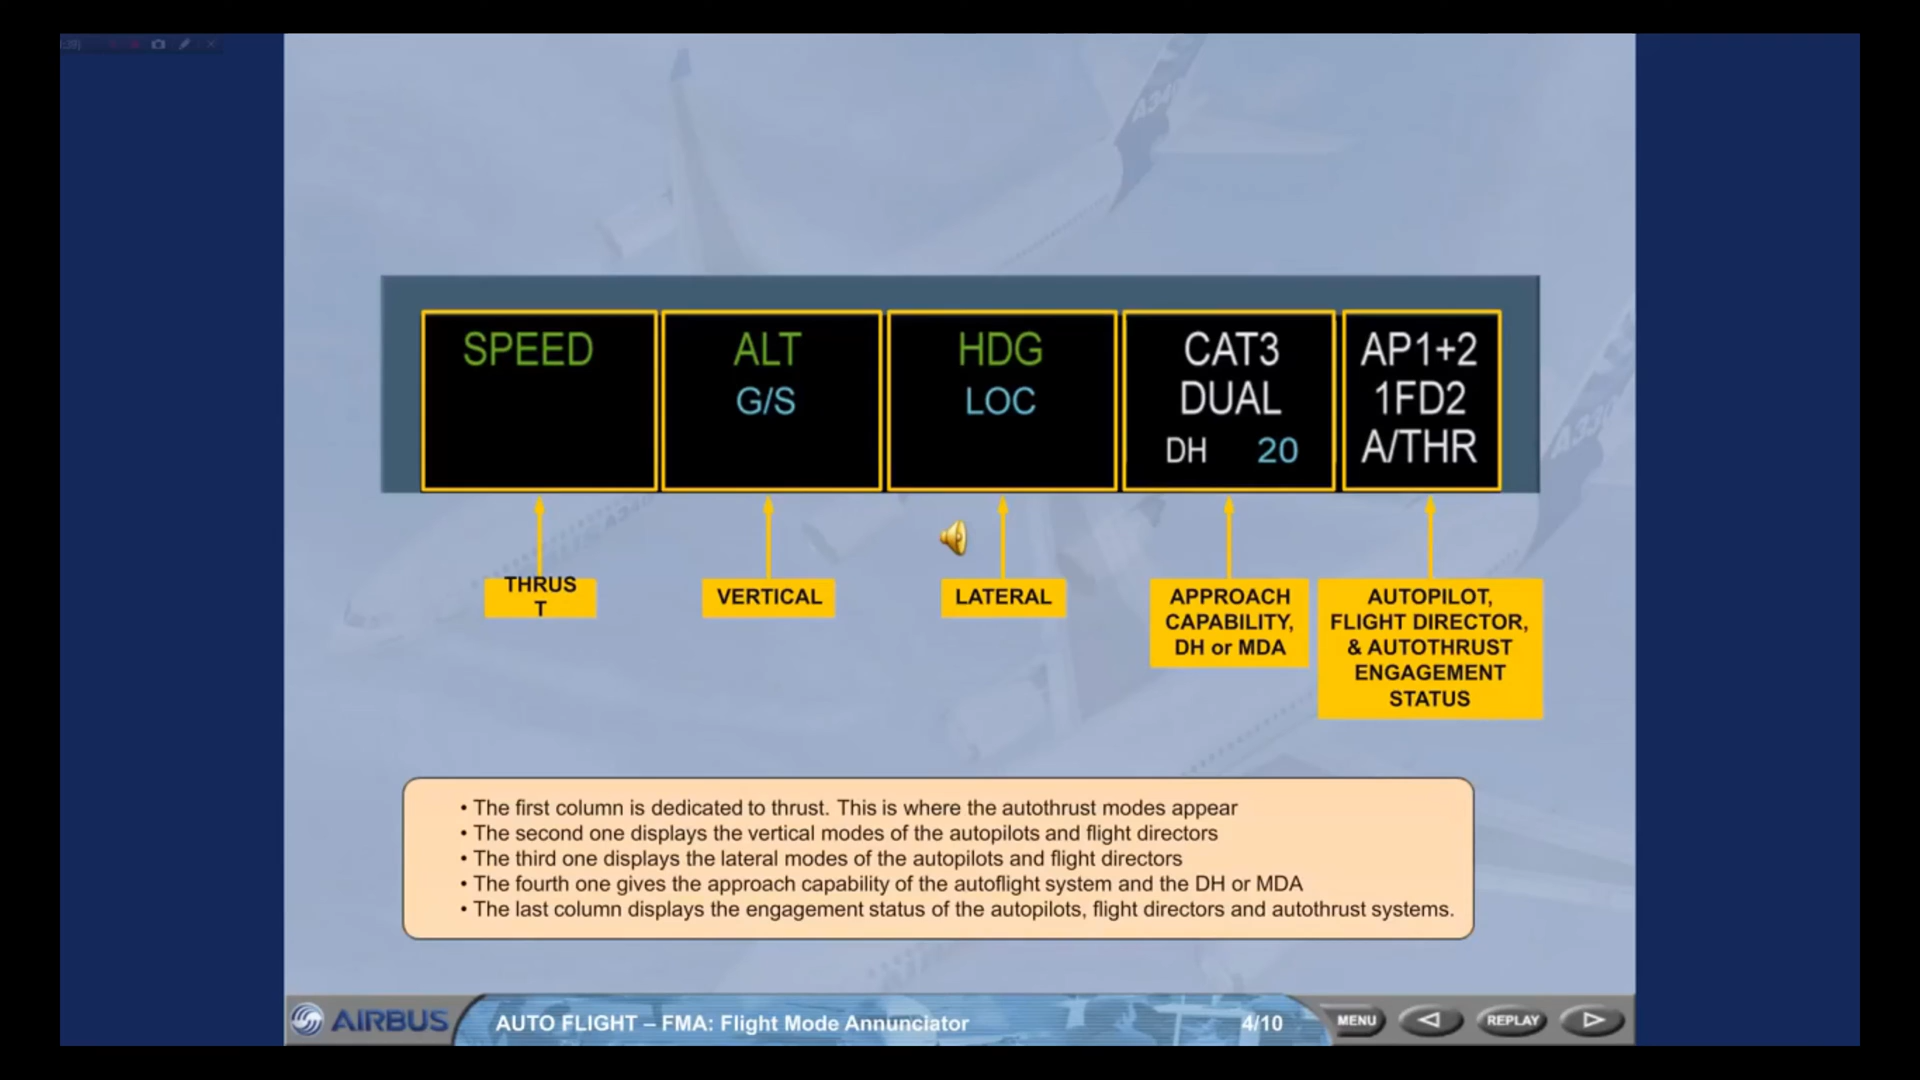 SPEED
ALT
G/S
HDG
LOC
CAT3
DUAL
DH 20
AP1+2
1FD2
A/THR
THRUS
T
VERTICAL
LATERAL
APPROACH
CAPABILITY,
DH or MDA
AUTOPILOT,
FLIGHT DIRECTOR,
& AUTOTHRUST
ENGAGEMENT
STATUS
• The first column is dedicated to thrust. This is where the autothrust modes appear
• The second one displays the vertical modes of the autopilots and flight directors
• The third one displays the lateral modes of the autopilots and flight directors
• The fourth one gives the approach capability of the autoflight system and the DH or MDA
• The last column displays the engagement status of the autopilots, flight directors and autothrust systems.
AIRBUS
AUTO FLIGHT – FMA: Flight Mode Annunciator
4/10
MENU
REPLAY